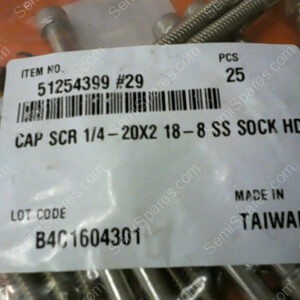 ITEM NO. PCS
51254399 #29 25
CAP SCR 1/4-20X2 18-8 SS SOCK HD
LOT CODE MADE IN
B4C1604301 TAIWAN